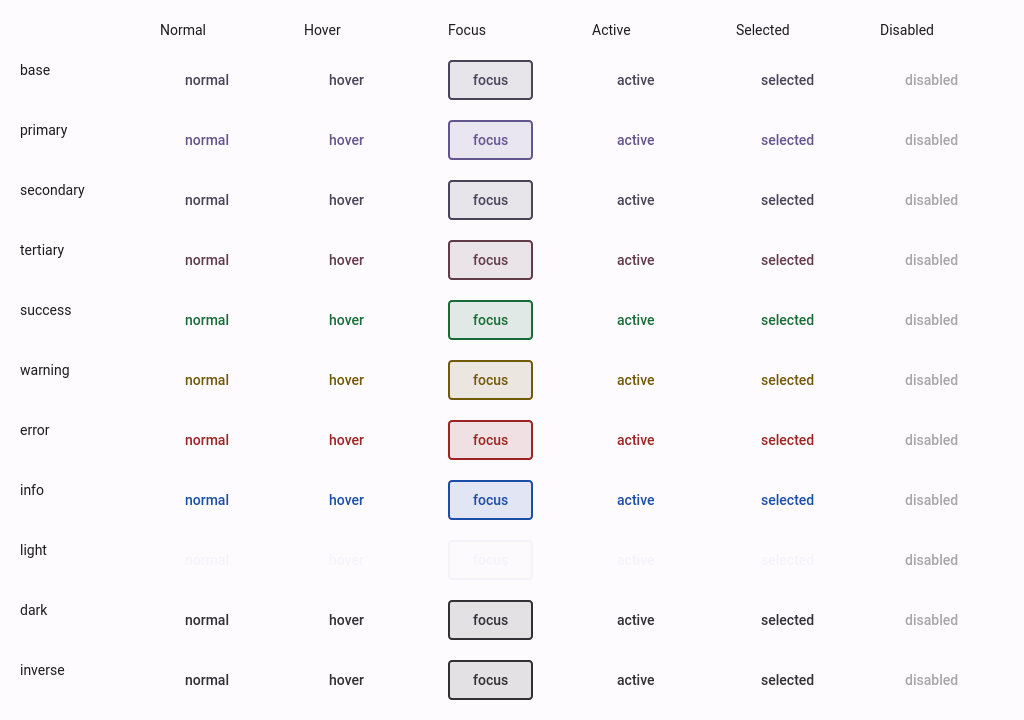 Normal Hover Focus Active Selected Disabled
base normal hover focus active selected disabled
primary normal hover focus active selected disabled
secondary normal hover focus active selected disabled
tertiary normal hover focus active selected disabled
success normal hover focus active selected disabled
warning normal hover focus active selected disabled
error normal hover focus active selected disabled
info normal hover focus active selected disabled
light normal hover focus active selected disabled
dark normal hover focus active selected disabled
inverse normal hover focus active selected disabled